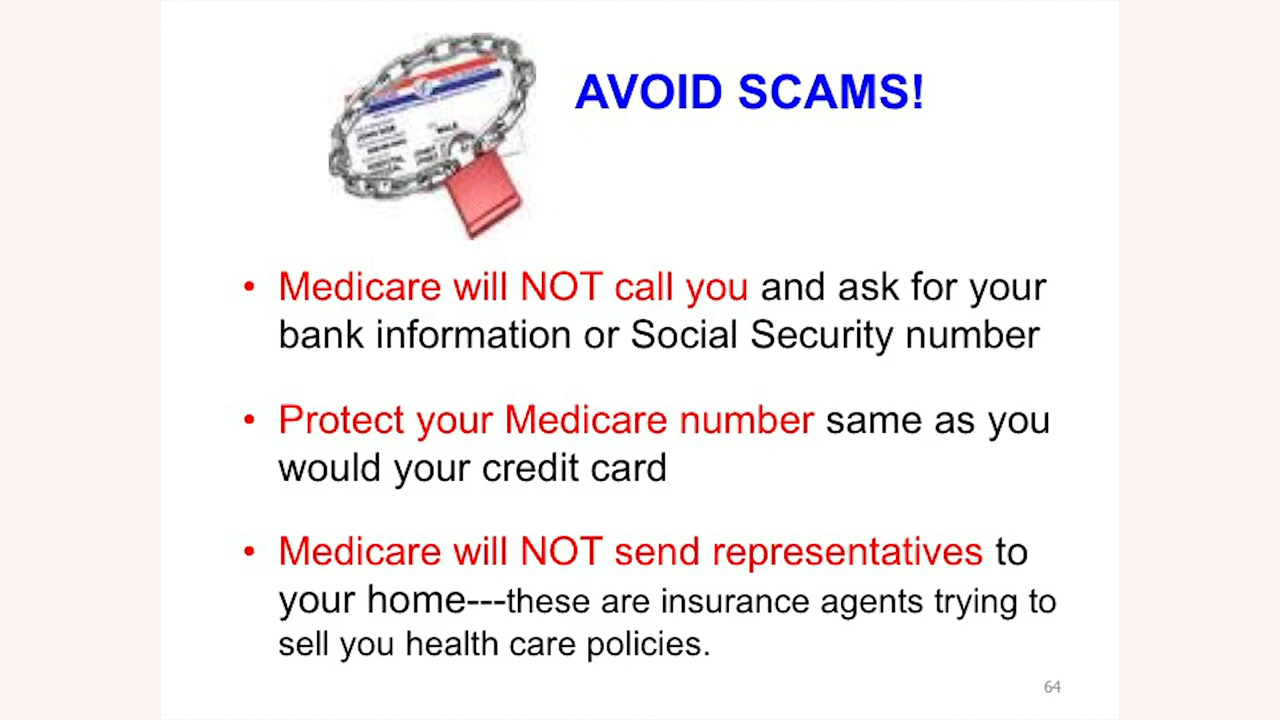 AVOID SCAMS!
• Medicare will NOT call you and ask for your
bank information or Social Security number
• Protect your Medicare number same as you
would your credit card
• Medicare will NOT send representatives to
your home---these are insurance agents trying to
sell you health care policies.
64